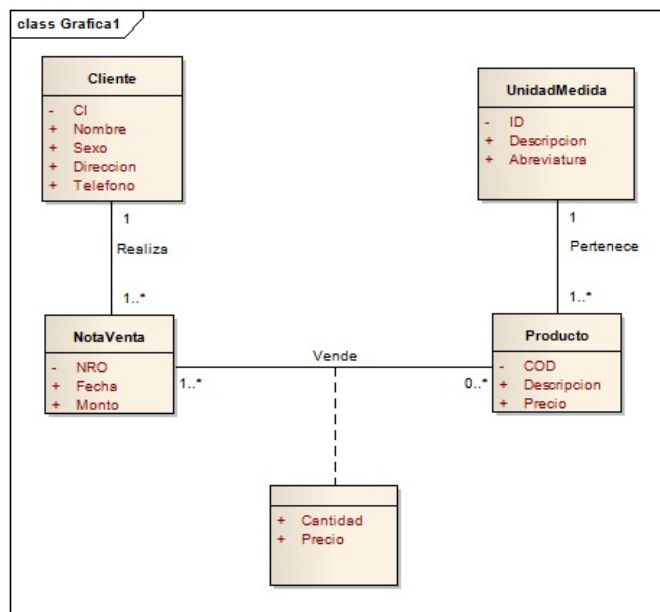 class Grafica1
Cliente
- CI
+ Nombre
+ Sexo
+ Direccion
+ Telefono
UnidadMedida
- ID
+ Descripcion
+ Abreviatura
1
Realiza
1..*
1
Pertenece
1..*
NotaVenta
- NRO
+ Fecha
+ Monto
Vende
1..*
0..*
Producto
- COD
+ Descripcion
+ Precio
+ Cantidad
+ Precio